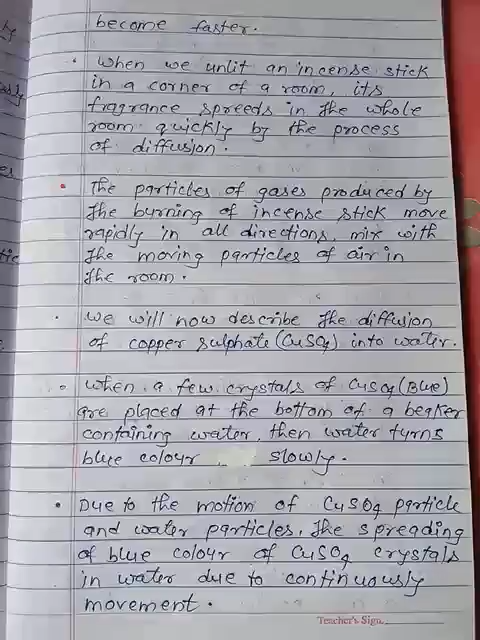 become faster.
when we unlit an incense stick
in a corner of a room, its
fragrance spreeds in the whole
room quickly by the process
of diffusion.
The particles of gases produced by
the burning of incense stick move
rapidly in all directions, mix with
the moving particles of air in
the room.
we will now describe the diffusion
of copper sulphate (CuSO4) into water.
when a few crystals of CuSO4 (Blue)
are placed at the bottom of a beaker
containing water, then water turns
blue colour slowly.
Due to the motion of CuSO4 particle
and water particles, the spreading
of blue colour of CuSO4 crystals
in water due to continuously
movement.
Teacher's Sign